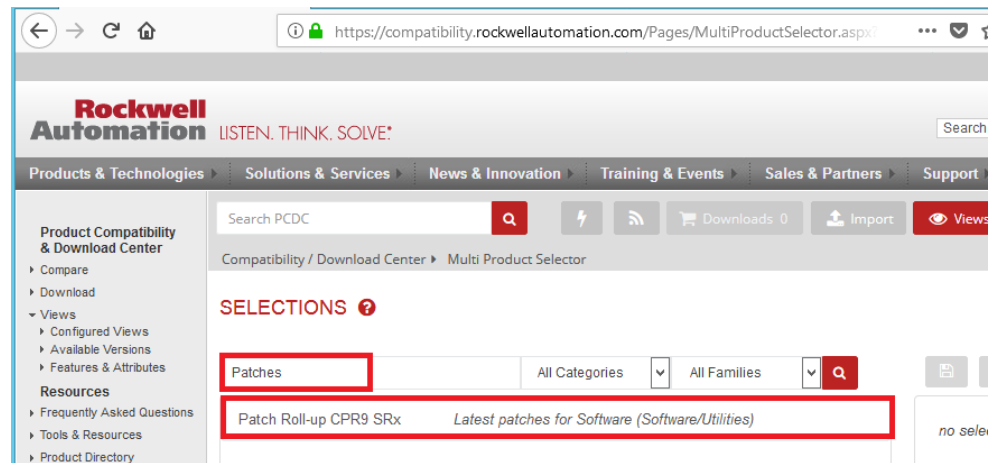 https://compatibility.rockwellautomation.com/Pages/MultiProductSelector.aspx?
Rockwell
Automation LISTEN. THINK. SOLVE.®
Search
Products & Technologies Solutions & Services News & Innovation Training & Events Sales & Partners Support
Product Compatibility
& Download Center
Compare
Download
Views
Configured Views
Available Versions
Features & Attributes
Resources
Frequently Asked Questions
Tools & Resources
Product Directory
Search PCDC Downloads 0 Import Views
Compatibility / Download Center Multi Product Selector
SELECTIONS ?
Patches All Categories All Families
Patch Roll-up CPR9 SRx Latest patches for Software (Software/Utilities)
no sele